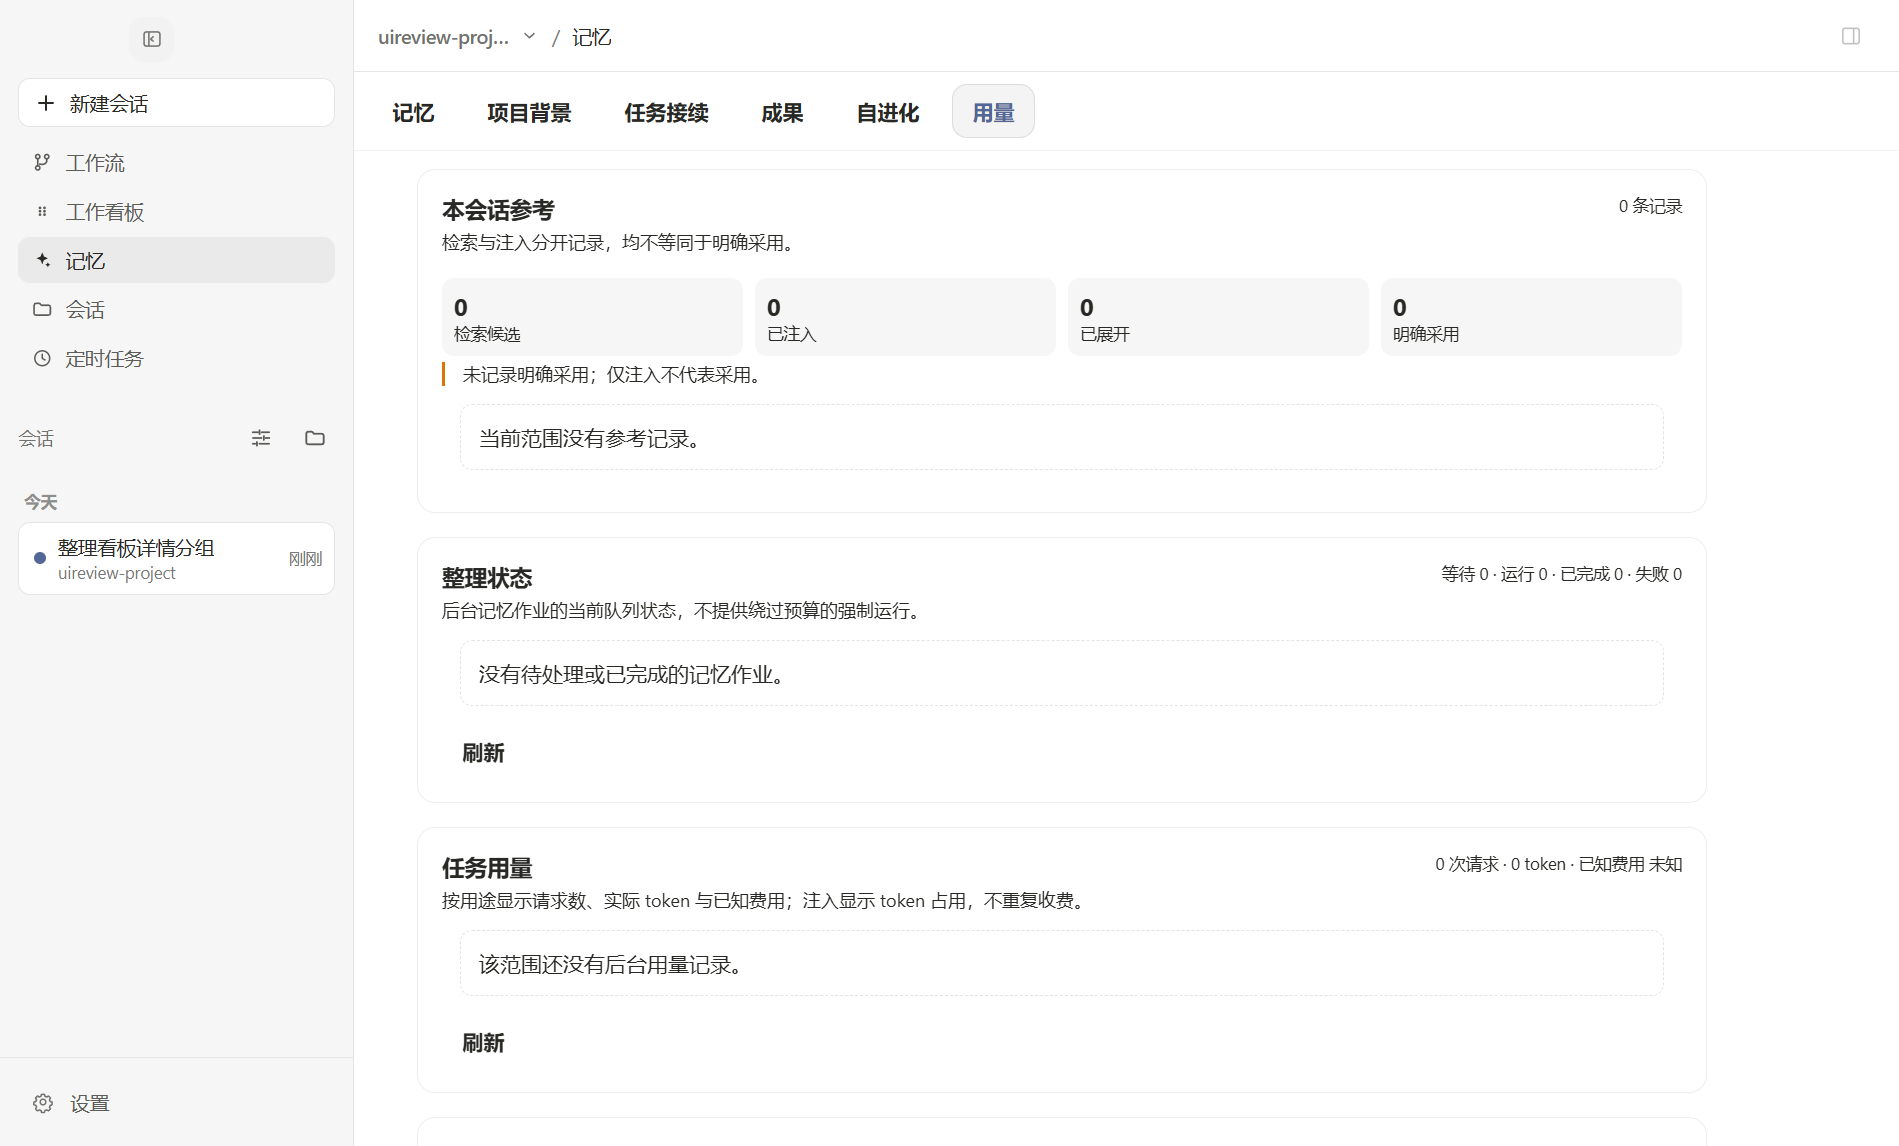 新建会话
工作流
工作看板
记忆
会话
定时任务
会话
今天
整理看板详情分组
uireview-project
刚刚
设置
uireview-proj... / 记忆
记忆 项目背景 任务接续 成果 自进化 用量
本会话参考
0 条记录
检索与注入分开记录，均不等同于明确采用。
0
检索候选
0
已注入
0
已展开
0
明确采用
未记录明确采用；仅注入不代表采用。
当前范围没有参考记录。
整理状态
等待 0 · 运行 0 · 已完成 0 · 失败 0
后台记忆作业的当前队列状态，不提供绕过预算的强制运行。
没有待处理或已完成的记忆作业。
刷新
任务用量
0 次请求 · 0 token · 已知费用 未知
按用途显示请求数、实际 token 与已知费用；注入显示 token 占用，不重复收费。
该范围还没有后台用量记录。
刷新